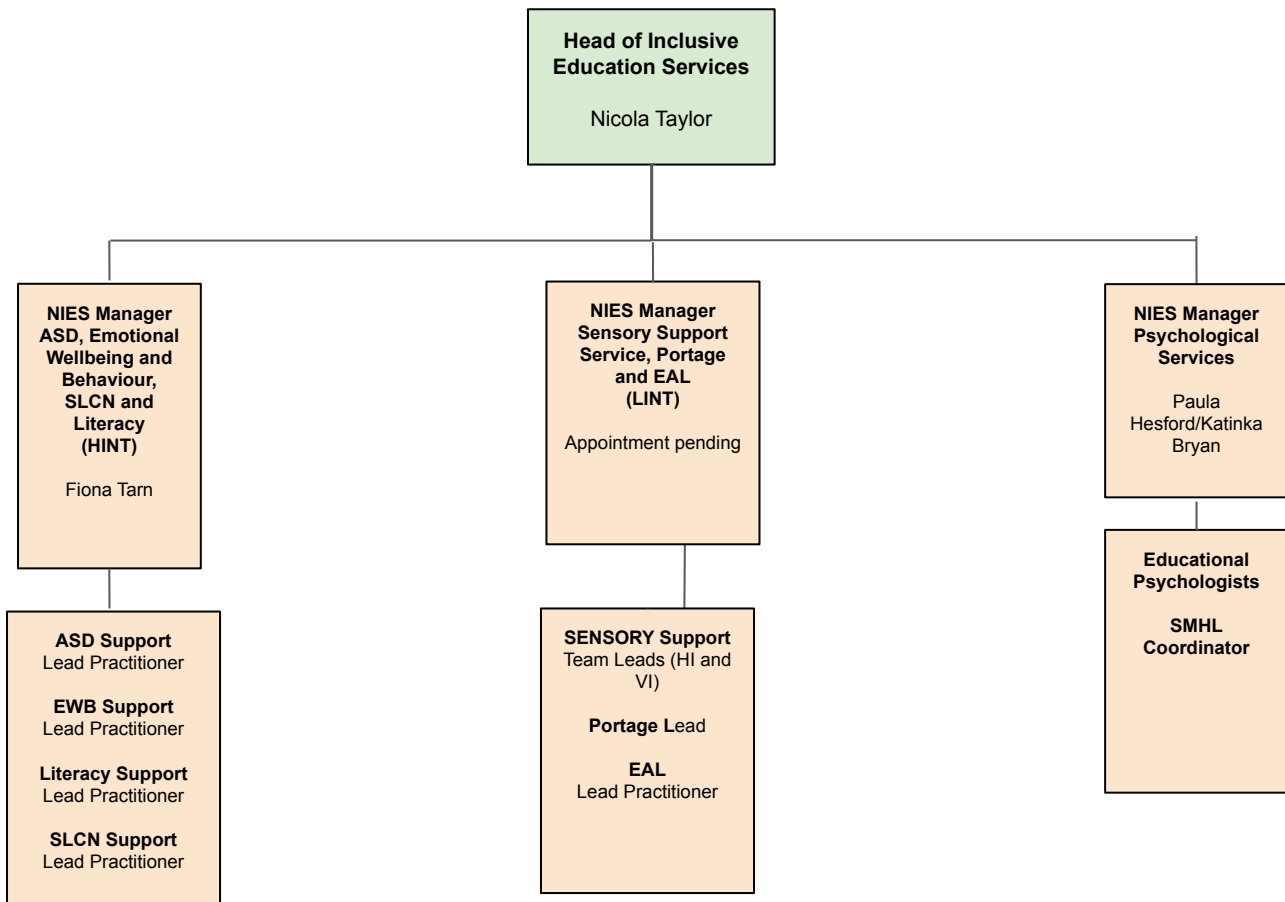 Head of Inclusive
Education Services
Nicola Taylor
NIES Manager
ASD, Emotional
Wellbeing and
Behaviour,
SLCN and
Literacy
(HINT)
Fiona Tarn
NIES Manager
Sensory Support
Service, Portage
and EAL
(LINT)
Appointment pending
NIES Manager
Psychological
Services
Paula
Hesford/Katinka
Bryan
ASD Support
Lead Practitioner
EWB Support
Lead Practitioner
Literacy Support
Lead Practitioner
SLCN Support
Lead Practitioner
SENSORY Support
Team Leads (HI and
VI)
Portage Lead
EAL
Lead Practitioner
Educational
Psychologists
SMHL
Coordinator